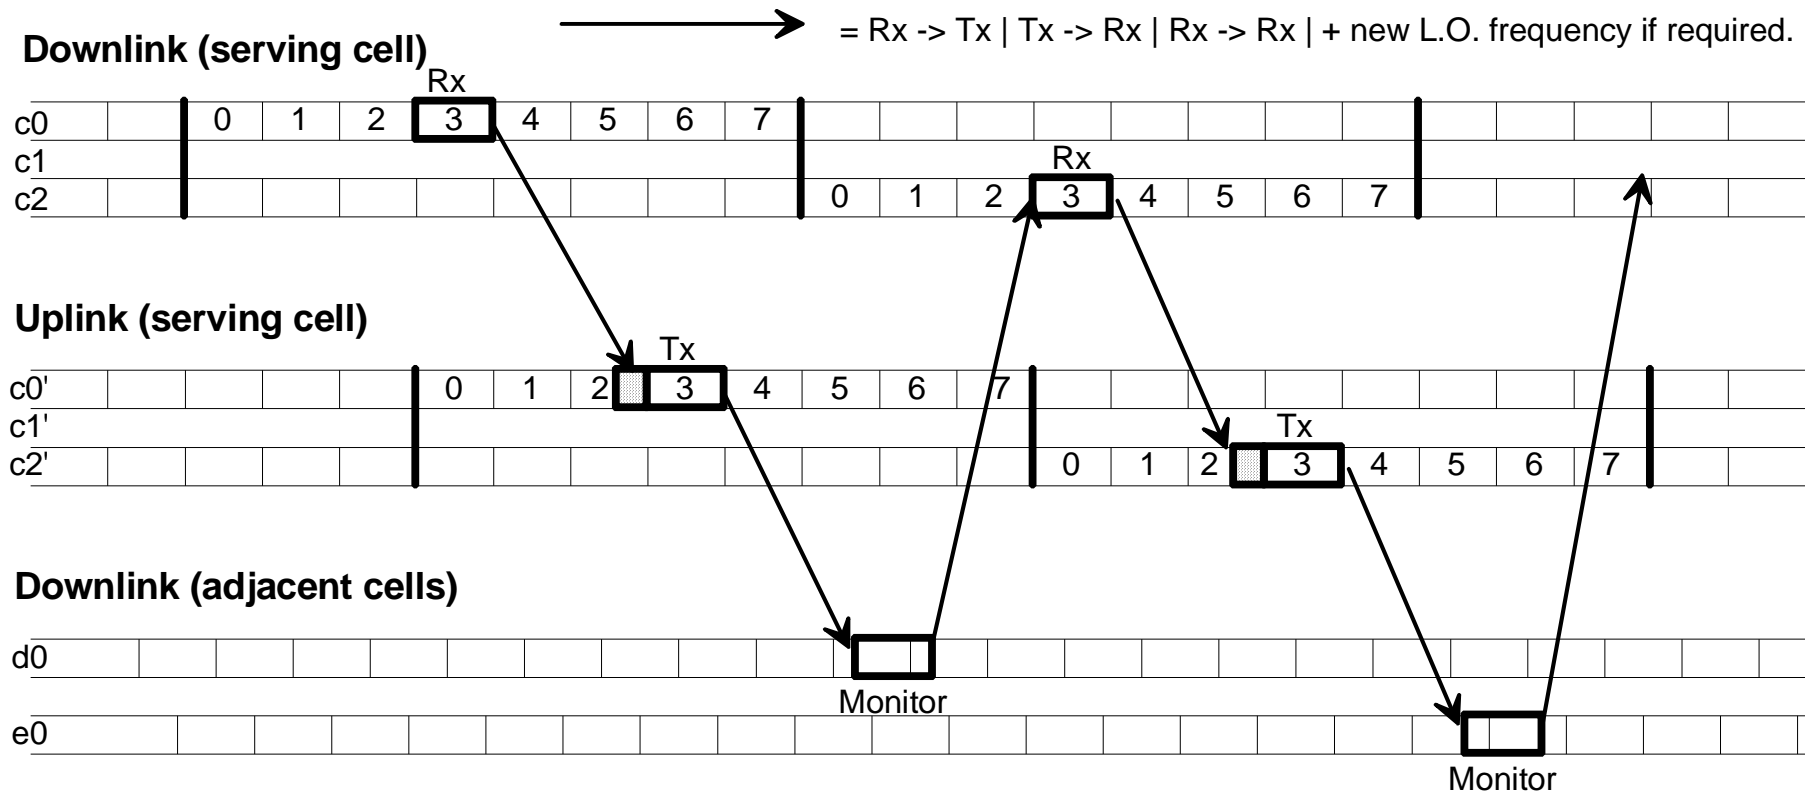 = Rx -> Tx | Tx -> Rx | Rx -> Rx | + new L.O. frequency if required.
Downlink (serving cell)
Rx
c0 0 1 2 3 4 5 6 7
c1 Rx
c2 0 1 2 3 4 5 6 7
Uplink (serving cell)
Tx
c0' 0 1 2 3 4 5 6 7
c1' Tx
c2' 0 1 2 3 4 5 6 7
Downlink (adjacent cells)
d0
Monitor
e0
Monitor